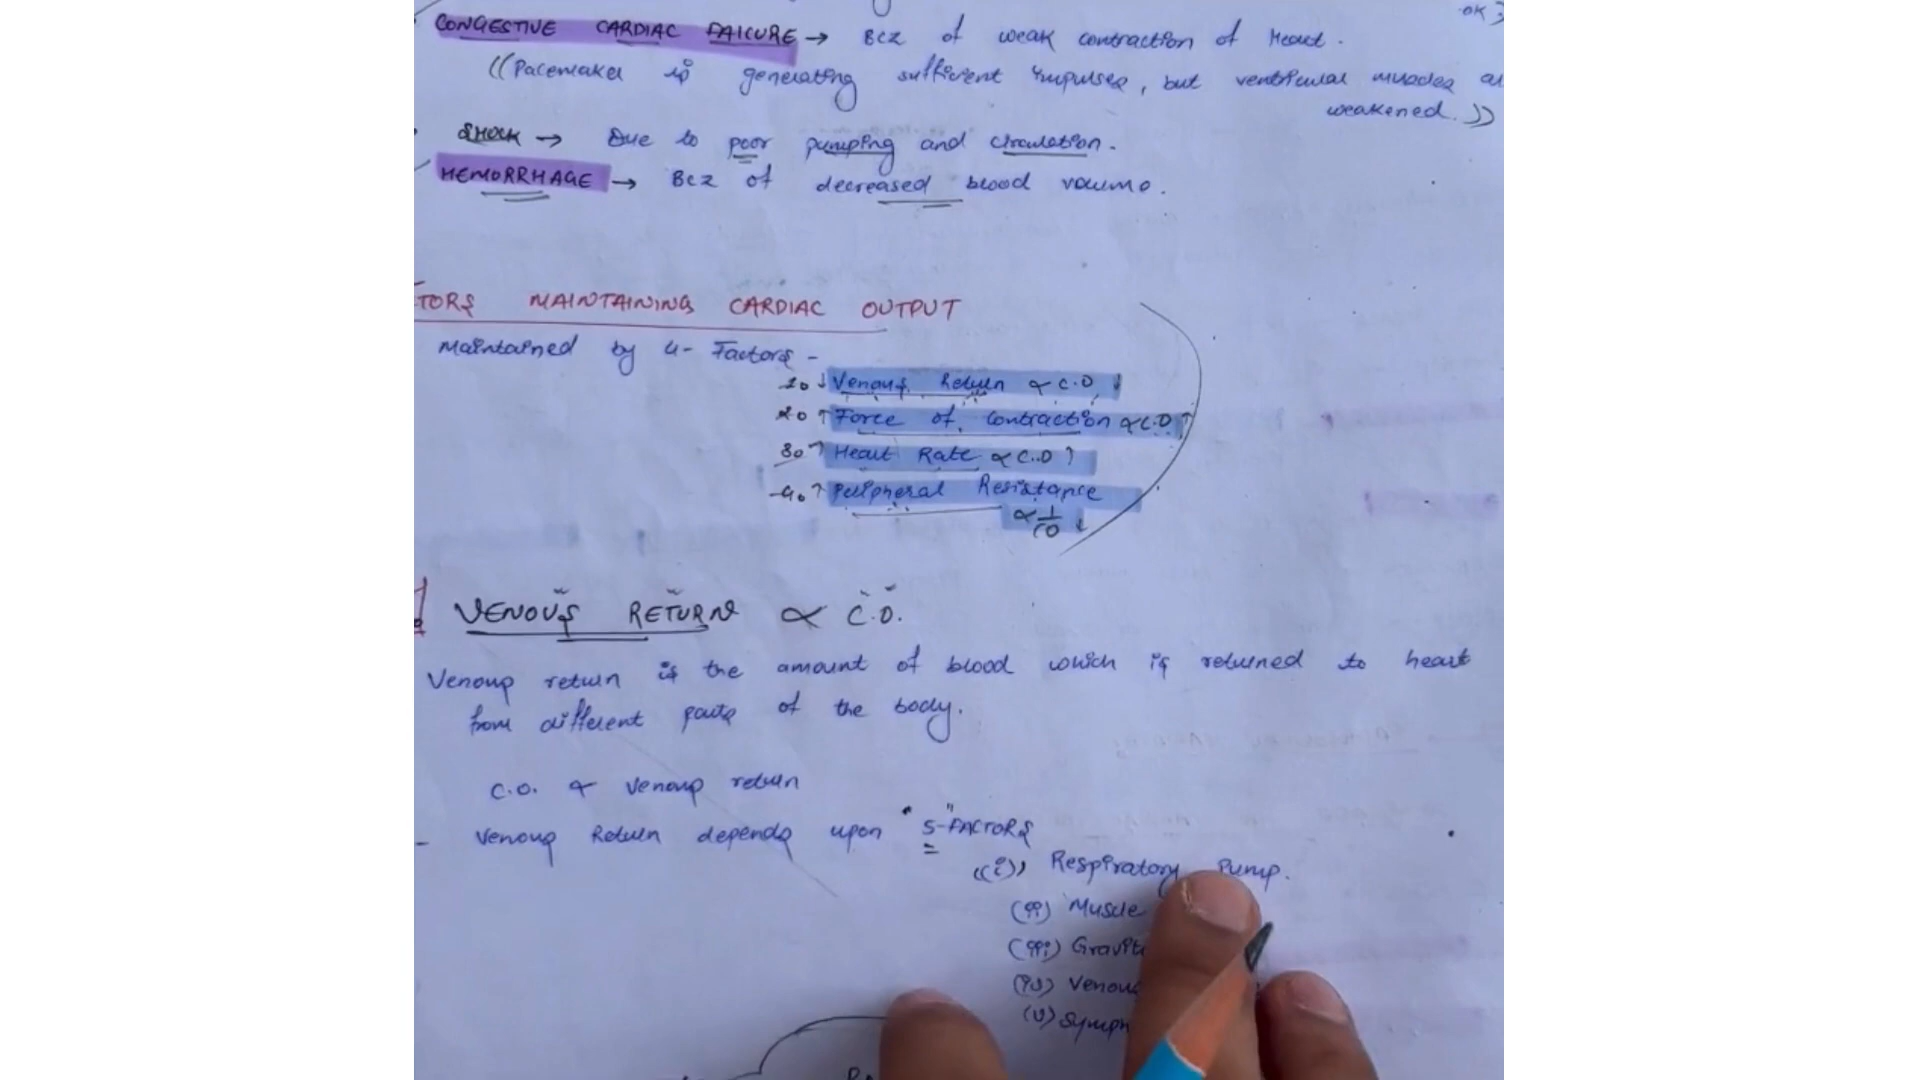 OK
CONGESTIVE CARDIAC FAILURE → Bcz of weak contraction of Heart.
((Pacemaker is generating sufficient impulses, but ventricular muscles a
weakened.))
SHOCK → Due to poor pumping and circulation.
HEMORRHAGE → Bcz of decreased blood volume.
TORS MAINTAINING CARDIAC OUTPUT
Maintained by 4- Factors -
1. ↓ Venous Return ∝ C.O ↓
2. ↑ Force of contraction ∝ C.O ↑
3. ↑ Heart Rate ∝ C.O ↑
4. ↑ Peripheral Resistance
∝ 1/CO ↓
VENOUS RETURN ∝ C.O.
Venous return is the amount of blood which is returned to heart
from different parts of the body.
C.O. ∝ Venous return
- Venous Return depends upon "5-FACTORS
((i)) Respiratory Pump.
(ii) Muscle
(iii) Gravit
(iv) Venou
(v) Symp